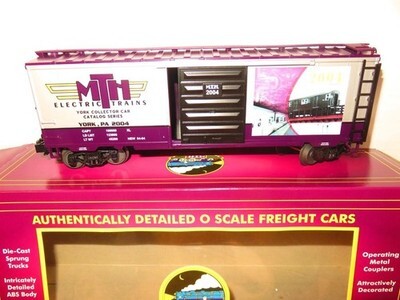 MTH
ELECTRIC TRAINS
YORK COLLECTOR CAR
CATALOG SERIES
YORK, PA 2004
2004
2004
AUTHENTICALLY DETAILED O SCALE FREIGHT CARS
Die-Cast
Sprung
Trucks
Intricately
Detailed
ABS Body
Operating
Metal
Couplers
Attractively
Decorated